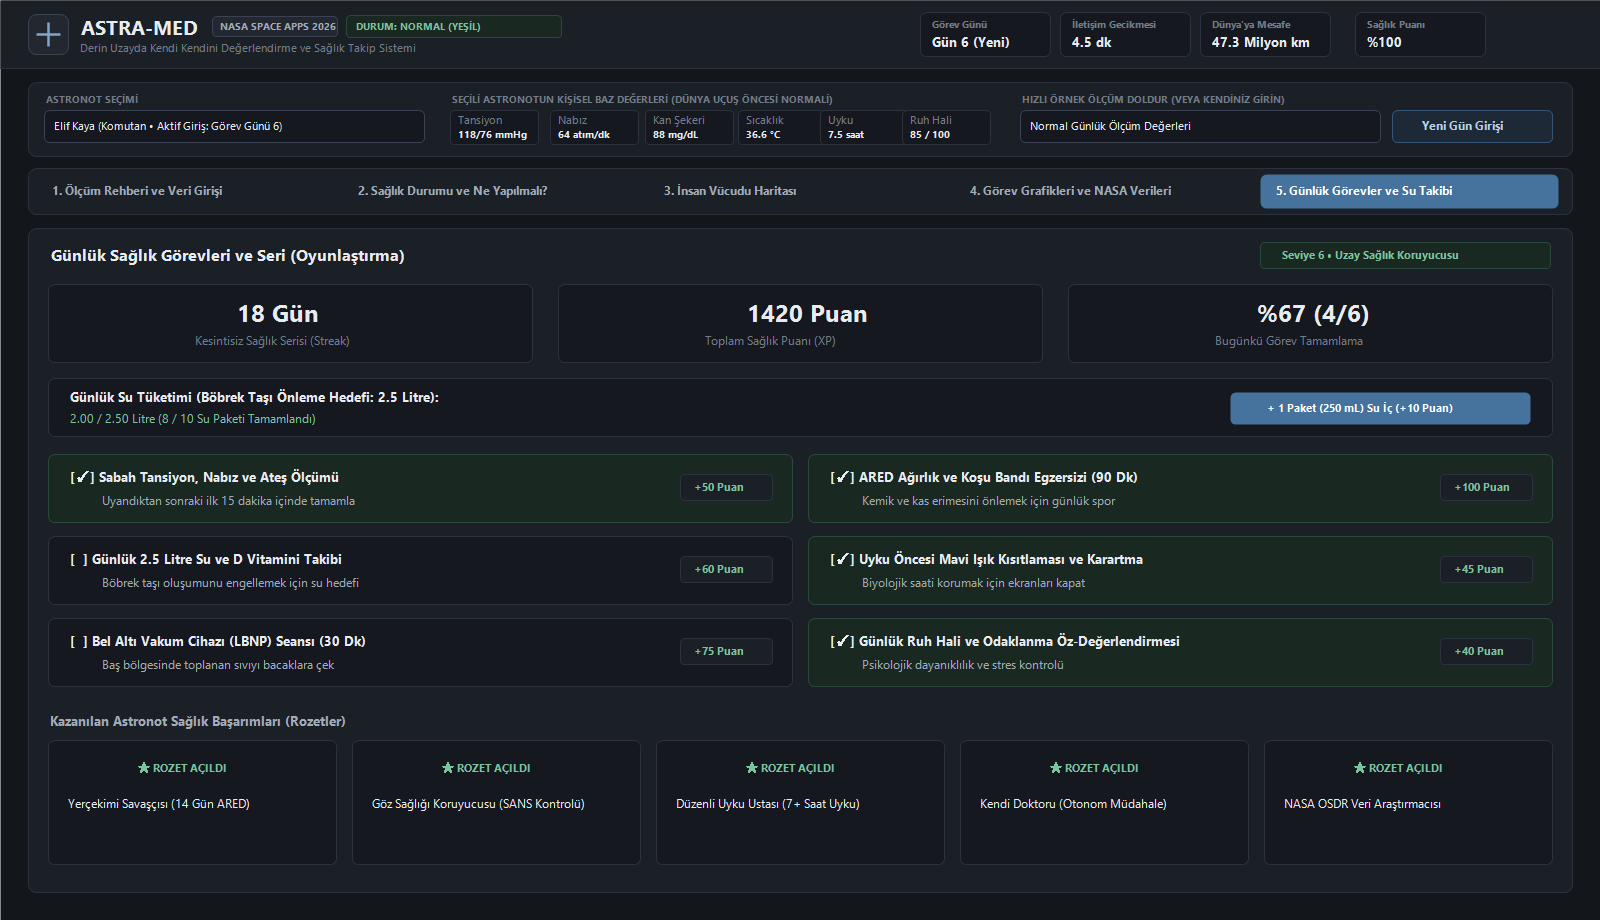 ASTRA-MED
NASA SPACE APPS 2026
DURUM: NORMAL (YEŞİL)
Derin Uzayda Kendi Kendini Değerlendirme ve Sağlık Takip Sistemi
Görev Günü
Gün 6 (Yeni)
İletişim Gecikmesi
4.5 dk
Dünya'ya Mesafe
47.3 Milyon km
Sağlık Puanı
%100
ASTRONOT SEÇİMİ
Elif Kaya (Komutan • Aktif Giriş: Görev Günü 6)
SEÇİLİ ASTRONOTUN KİŞİSEL BAZ DEĞERLERİ (DÜNYA UÇUŞ ÖNCESİ NORMALİ)
Tansiyon
118/76 mmHg
Nabız
64 atım/dk
Kan Şekeri
88 mg/dL
Sıcaklık
36.6 °C
Uyku
7.5 saat
Ruh Hali
85 / 100
HIZLI ÖRNEK ÖLÇÜM DOLDUR (VEYA KENDİNİZ GİRİN)
Normal Günlük Ölçüm Değerleri
Yeni Gün Girişi
1. Ölçüm Rehberi ve Veri Girişi
2. Sağlık Durumu ve Ne Yapılmalı?
3. İnsan Vücudu Haritası
4. Görev Grafikleri ve NASA Verileri
5. Günlük Görevler ve Su Takibi
Günlük Sağlık Görevleri ve Seri (Oyunlaştırma)
Seviye 6 • Uzay Sağlık Koruyucusu
18 Gün
Kesintisiz Sağlık Serisi (Streak)
1420 Puan
Toplam Sağlık Puanı (XP)
%67 (4/6)
Bugünkü Görev Tamamlama
Günlük Su Tüketimi (Böbrek Taşı Önleme Hedefi: 2.5 Litre):
2.00 / 2.50 Litre (8 / 10 Su Paketi Tamamlandı)
+ 1 Paket (250 mL) Su İç (+10 Puan)
[✓] Sabah Tansiyon, Nabız ve Ateş Ölçümü
Uyandıktan sonraki ilk 15 dakika içinde tamamla
+50 Puan
[✓] ARED Ağırlık ve Koşu Bandı Egzersizi (90 Dk)
Kemik ve kas erimesini önlemek için günlük spor
+100 Puan
[ ] Günlük 2.5 Litre Su ve D Vitamini Takibi
Böbrek taşı oluşumunu engellemek için su hedefi
+60 Puan
[✓] Uyku Öncesi Mavi Işık Kısıtlaması ve Karartma
Biyolojik saati korumak için ekranları kapat
+45 Puan
[ ] Bel Altı Vakum Cihazı (LBNP) Seansı (30 Dk)
Baş bölgesinde toplanan sıvıyı bacaklara çek
+75 Puan
[✓] Günlük Ruh Hali ve Odaklanma Öz-Değerlendirmesi
Psikolojik dayanıklılık ve stres kontrolü
+40 Puan
Kazanılan Astronot Sağlık Başarımları (Rozetler)
★ ROZET AÇILDI
Yerçekimi Savaşçısı (14 Gün ARED)
★ ROZET AÇILDI
Göz Sağlığı Koruyucusu (SANS Kontrolü)
★ ROZET AÇILDI
Düzenli Uyku Ustası (7+ Saat Uyku)
★ ROZET AÇILDI
Kendi Doktoru (Otonom Müdahale)
★ ROZET AÇILDI
NASA OSDR Veri Araştırmacısı